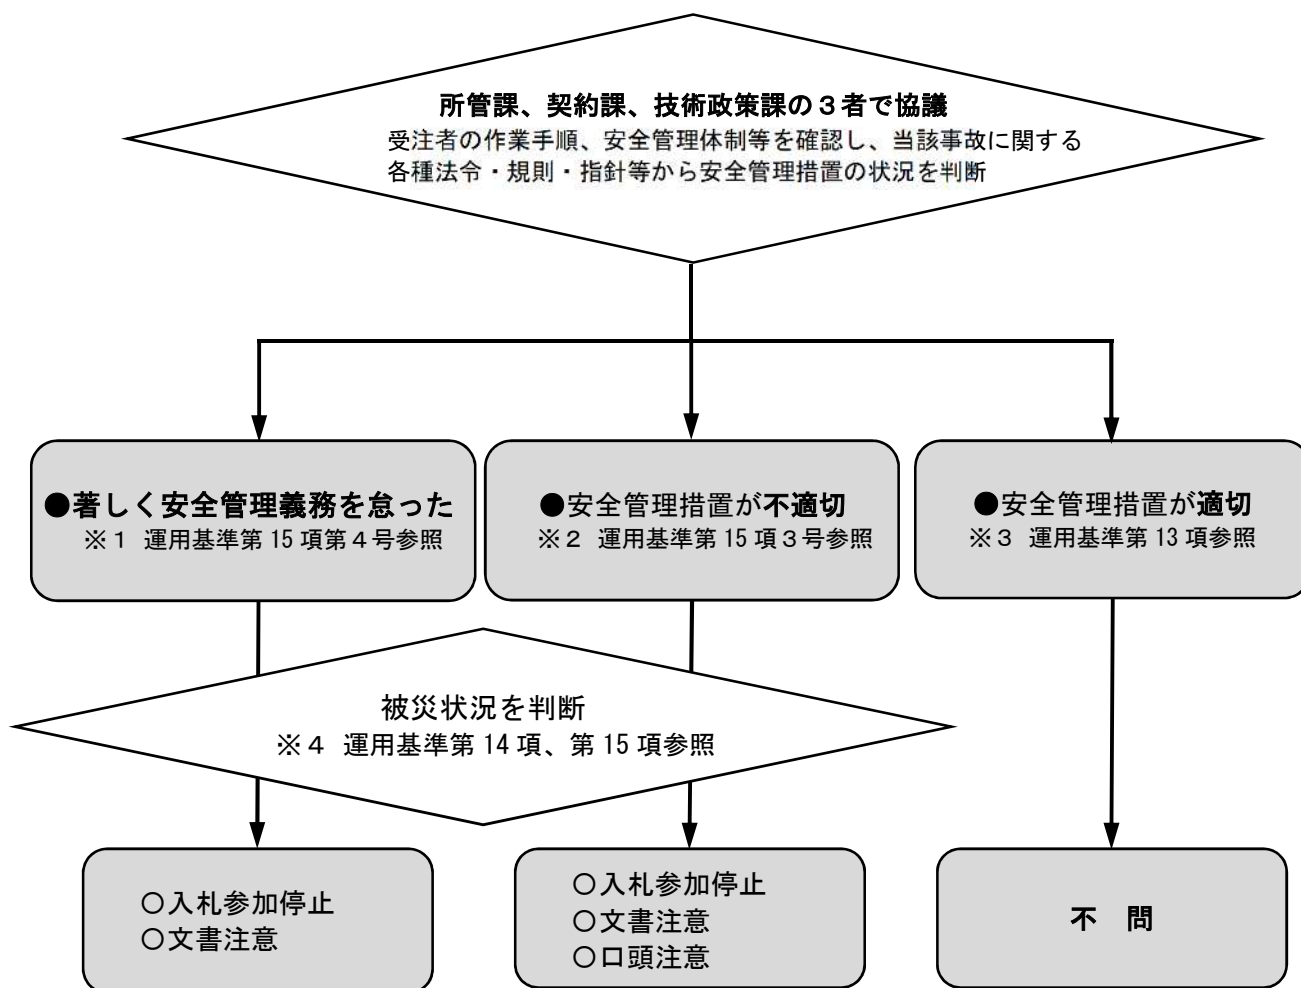 所管課、契約課、技術政策課の３者で協議
受注者の作業手順、安全管理体制等を確認し、当該事故に関する
各種法令・規則・指針等から安全管理措置の状況を判断
●著しく安全管理義務を怠った
※１ 運用基準第 15 項第４号参照
●安全管理措置が不適切
※２ 運用基準第 15 項３号参照
●安全管理措置が適切
※３ 運用基準第 13 項参照
被災状況を判断
※４ 運用基準第 14 項、第 15 項参照
○入札参加停止
○文書注意
○入札参加停止
○文書注意
○口頭注意
不 問